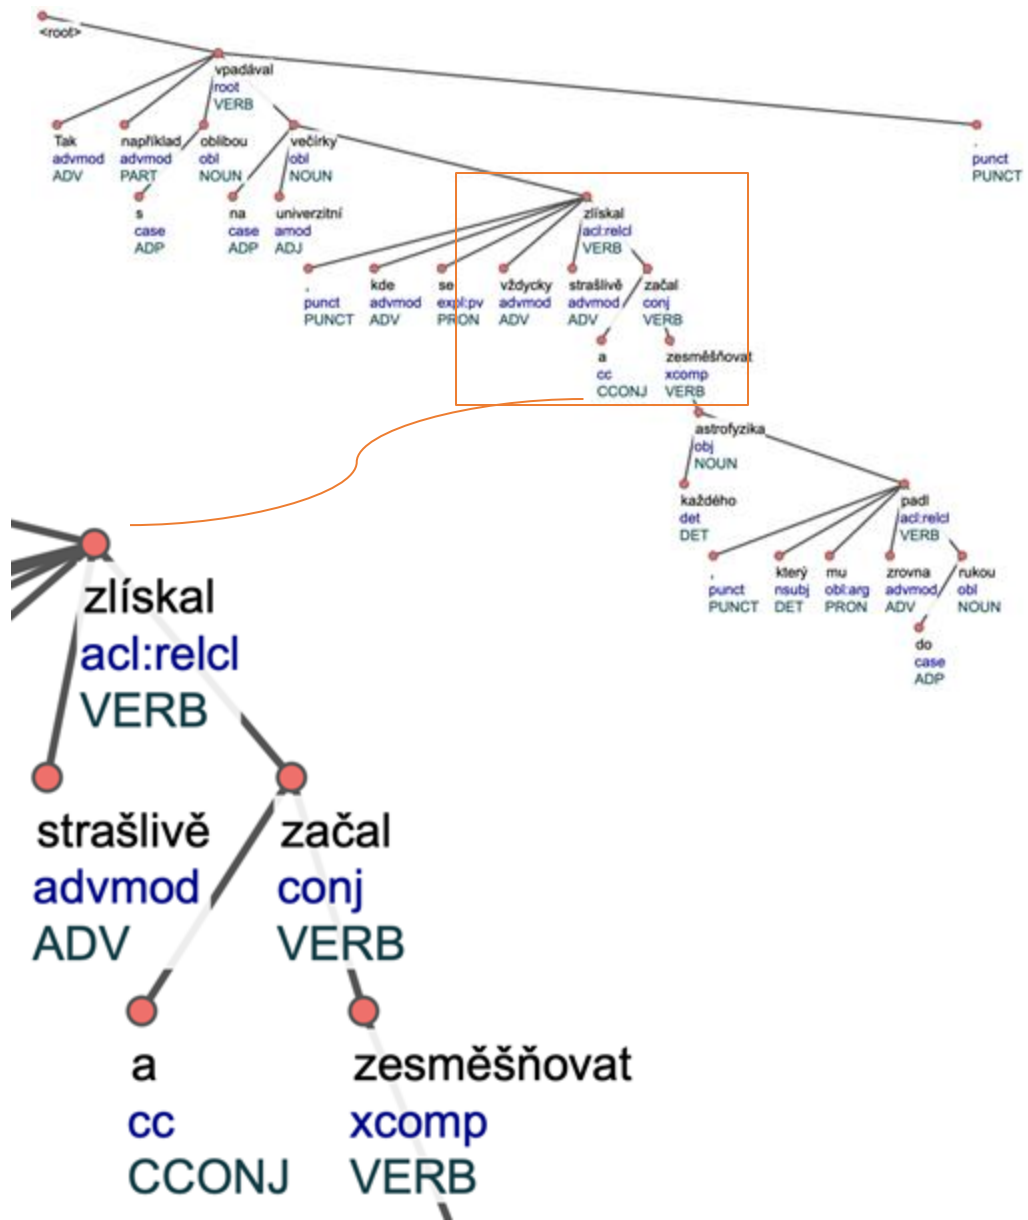 <root>
vpadával
root
VERB
Tak například oblibou večírky .
advmod advmod obl obl punct
ADV PART NOUN NOUN PUNCT
s na univerzitní zlískal
case case amod acl:relcl
ADP ADP ADJ VERB
, kde se vždycky strašlivě začal
punct advmod expl:pv advmod advmod conj
PUNCT ADV PRON ADV ADV VERB
a zesměšňovat
cc xcomp
CCONJ VERB
astrofyzika
obj
NOUN
každého padl
det acl:relcl
DET VERB
, který mu zrovna rukou
punct nsubj obl:arg advmod obl
PUNCT DET PRON ADV NOUN
do
case
ADP
zlískal
acl:relcl
VERB
strašlivě začal
advmod conj
ADV VERB
a zesměšňovat
cc xcomp
CCONJ VERB